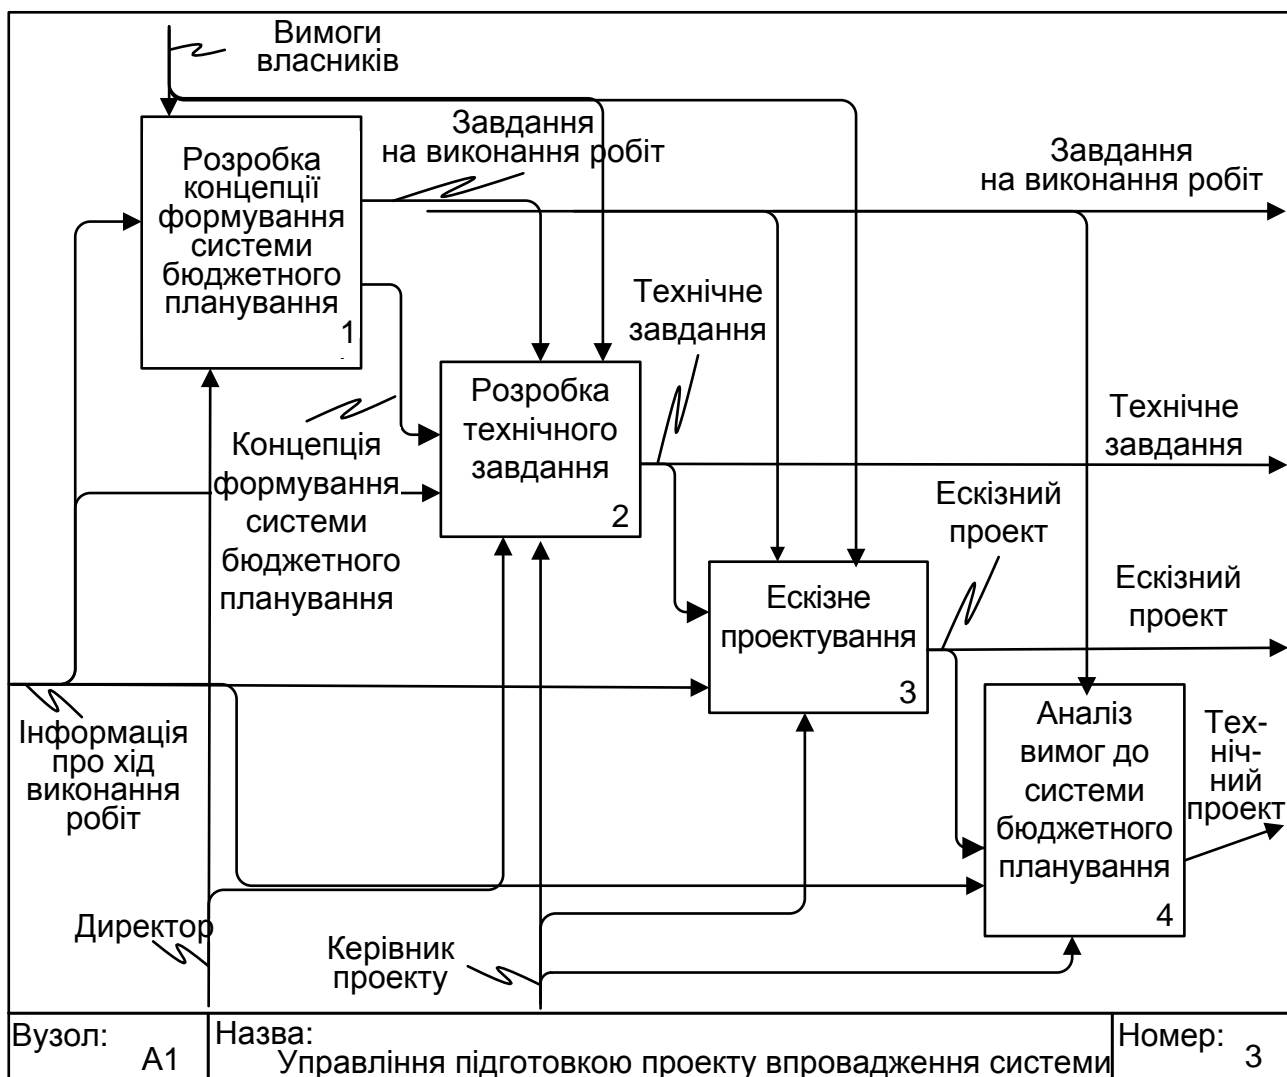 Вимоги
власників
Завдання
на виконання робіт
Завдання
на виконання робіт
Розробка
концепції
формування
системи
бюджетного
планування
1
Технічне
завдання
Розробка
технічного
завдання
2
Технічне
завдання
Концепція
формування
системи
бюджетного
планування
Ескізний
проект
Ескізний
проект
Ескізне
проектування
3
Інформація
про хід
виконання
робіт
Аналіз
вимог до
системи
бюджетного
планування
4
Тех-
ніч-
ний
проект
Директор
Керівник
проекту
Вузол:
А1
Назва:
Управління підготовкою проекту впровадження системи
Номер:
3